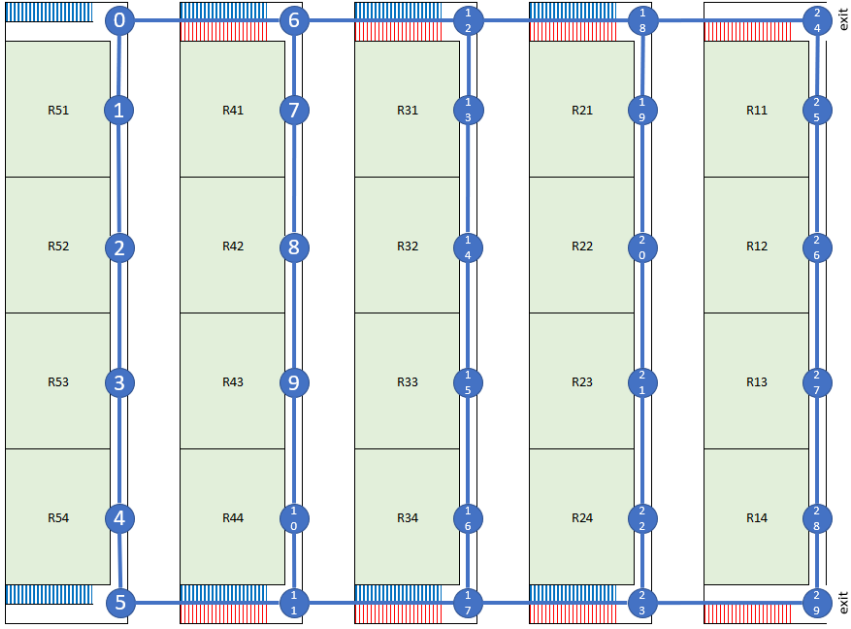 0 6 12 18 24 exit
1 7 13 19 25
R51 R41 R31 R21 R11
2 8 14 20 26
R52 R42 R32 R22 R12
3 9 15 21 27
R53 R43 R33 R23 R13
4 10 16 22 28
R54 R44 R34 R24 R14
5 11 17 23 29 exit